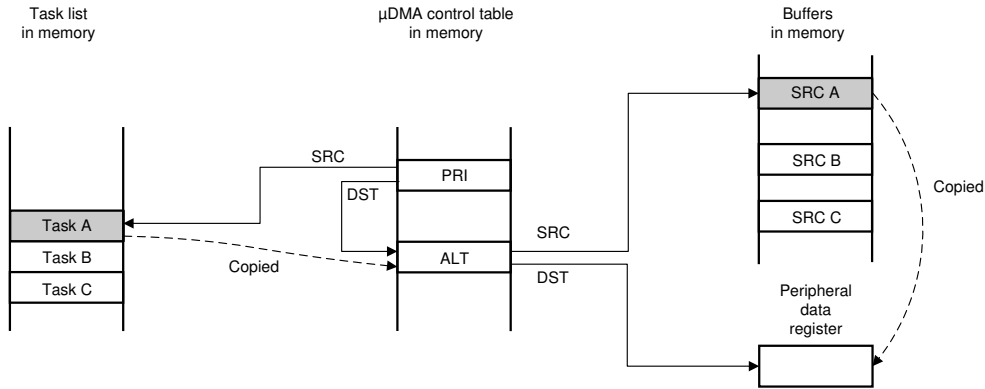 Task list
in memory
µDMA control table
in memory
Buffers
in memory
SRC A
SRC
PRI
SRC B
DST
Copied
Task A
SRC C
SRC
Task B
Copied
ALT
DST
Task C
Peripheral
data
register